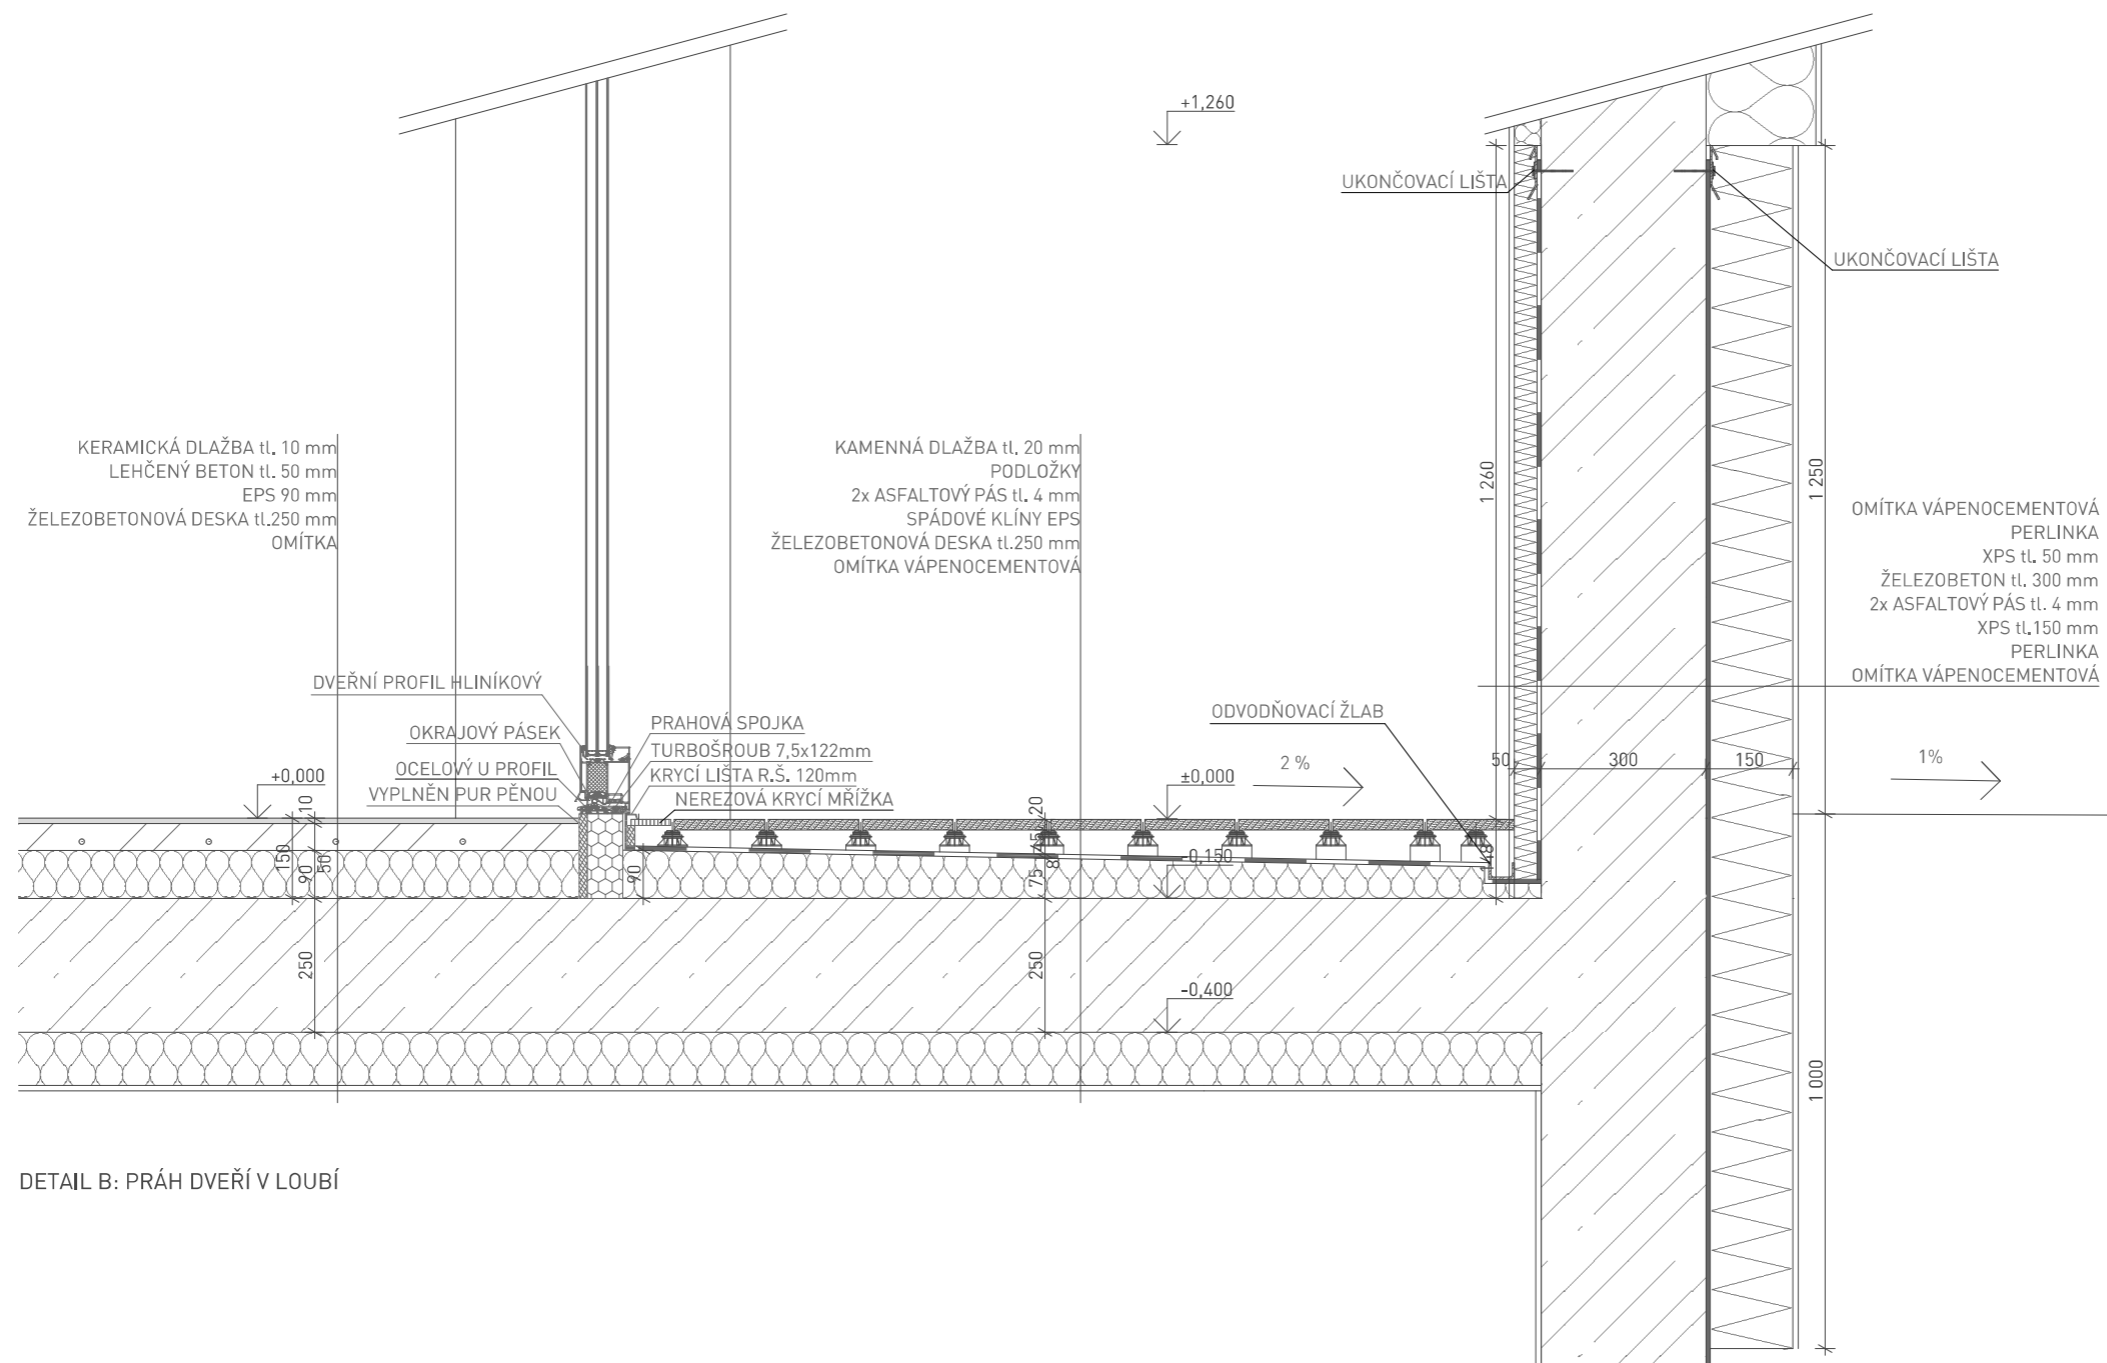 +1,260
UKONČOVACÍ LIŠTA
UKONČOVACÍ LIŠTA
KERAMICKÁ DLAŽBA tl. 10 mm
LEHČENÝ BETON tl. 50 mm
EPS 90 mm
ŽELEZOBETONOVÁ DESKA tl.250 mm
OMÍTKA
KAMENNÁ DLAŽBA tl. 20 mm
PODLOŽKY
2x ASFALTOVÝ PÁS tl. 4 mm
SPÁDOVÉ KLÍNY EPS
ŽELEZOBETONOVÁ DESKA tl.250 mm
OMÍTKA VÁPENOCEMENTOVÁ
1 260
1 250
OMÍTKA VÁPENOCEMENTOVÁ
PERLINKA
XPS tl. 50 mm
ŽELEZOBETON tl. 300 mm
2x ASFALTOVÝ PÁS tl. 4 mm
XPS tl.150 mm
PERLINKA
OMÍTKA VÁPENOCEMENTOVÁ
DVEŘNÍ PROFIL HLINÍKOVÝ
OKRAJOVÝ PÁSEK
OCELOVÝ U PROFIL
VYPLNĚN PUR PĚNOU
PRAHOVÁ SPOJKA
TURBOŠROUB 7,5x122mm
KRYCÍ LIŠTA R.Š. 120mm
NEREZOVÁ KRYCÍ MŘÍŽKA
ODVODŇOVACÍ ŽLAB
+0,000
±0,000
2 %
50
300
150
1%
10
150
90
50
90
20
45
8
75
-0,150
148
250
250
-0,400
1 000
DETAIL B: PRÁH DVEŘÍ V LOUBÍ